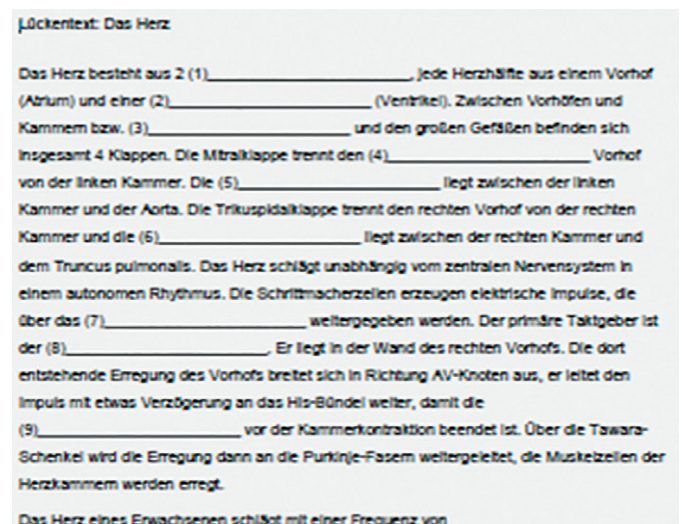 Lückentext: Das Herz
Das Herz besteht aus 2 (1)____________________, jede Herzhälfte aus einem Vorhof
(Atrium) und einer (2)____________________ (Ventrikel). Zwischen Vorhöfen und
Kammern bzw. (3)____________________ und den großen Gefäßen befinden sich
insgesamt 4 Klappen. Die Mitralklappe trennt den (4)____________________ Vorhof
von der linken Kammer. Die (5)____________________ liegt zwischen der linken
Kammer und der Aorta. Die Trikuspidalklappe trennt den rechten Vorhof von der rechten
Kammer und die (6)____________________ liegt zwischen der rechten Kammer und
dem Truncus pulmonalis. Das Herz schlägt unabhängig vom zentralen Nervensystem in
einem autonomen Rhythmus. Die Schrittmacherzellen erzeugen elektrische Impulse, die
über das (7)____________________ weitergegeben werden. Der primäre Taktgeber ist
der (8)____________________. Er liegt in der Wand des rechten Vorhofs. Die dort
entstehende Erregung des Vorhofs breitet sich in Richtung AV-Knoten aus, er leitet den
Impuls mit etwas Verzögerung an das His-Bündel weiter, damit die
(9)____________________ vor der Kammerkontraktion beendet ist. Über die Tawara-
Schenkel wird die Erregung dann an die Purkinje-Fasern weitergeleitet, die Muskelzellen der
Herzkammern werden erregt.
Das Herz eines Erwachsenen schlägt mit einer Frequenz von